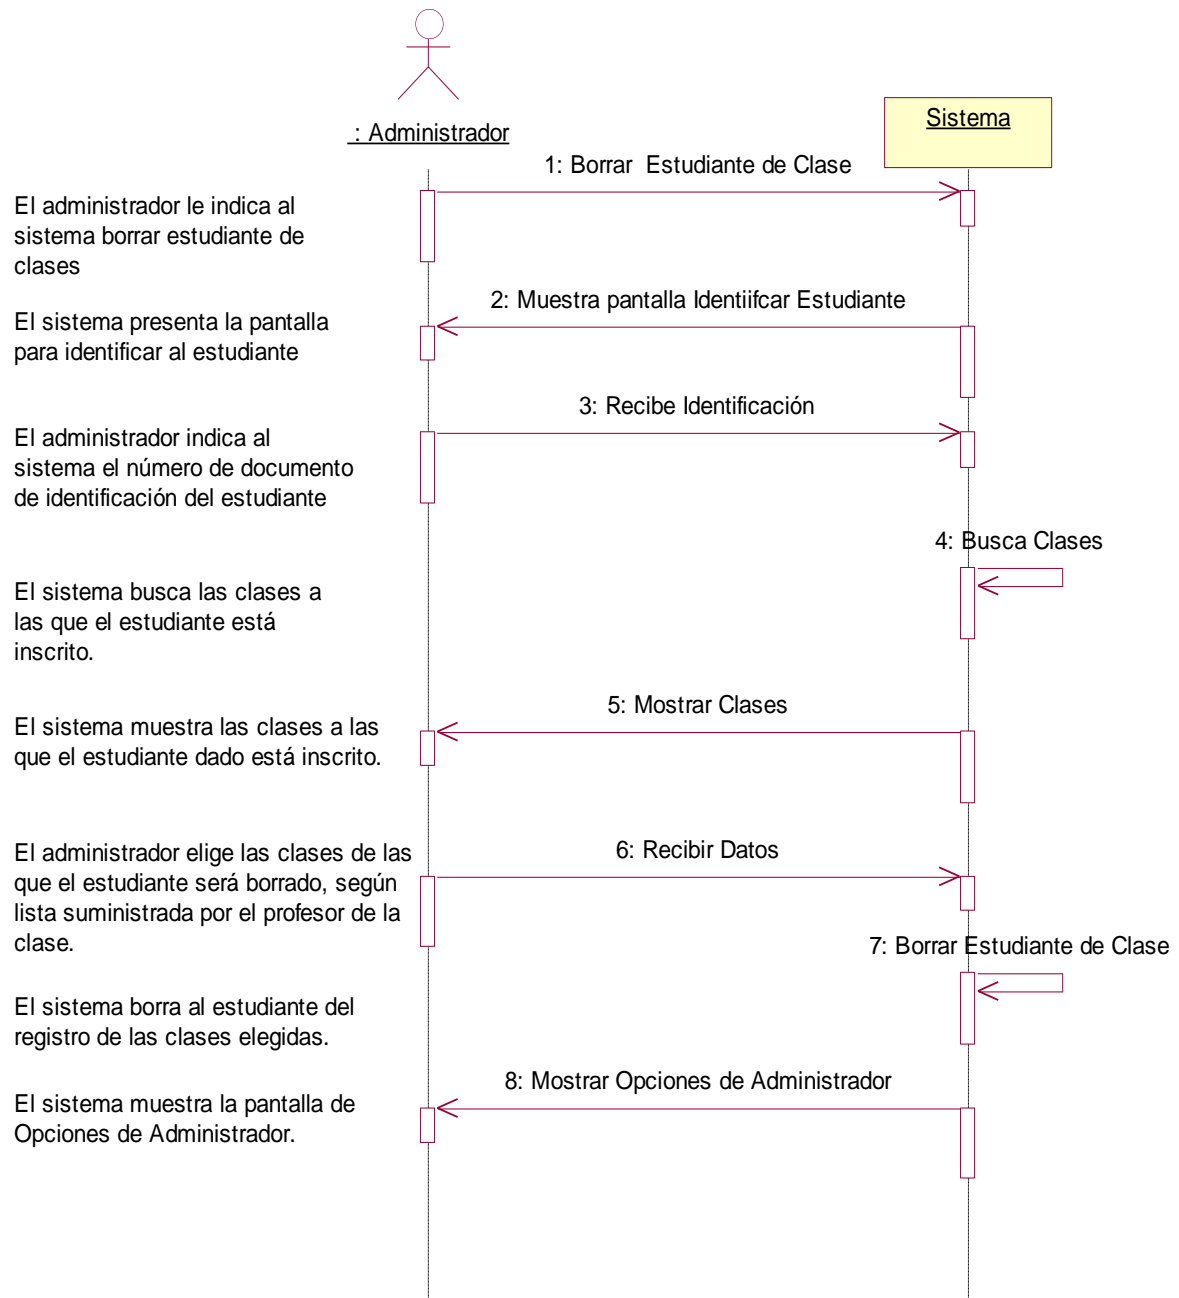 : Administrador
Sistema
1: Borrar  Estudiante de Clase
El administrador le indica al
sistema borrar estudiante de
clases
2: Muestra pantalla Identiifcar Estudiante
El sistema presenta la pantalla
para identificar al estudiante
3: Recibe Identificación
El administrador indica al
sistema el número de documento
de identificación del estudiante
4: Busca Clases
El sistema busca las clases a
las que el estudiante está
inscrito.
5: Mostrar Clases
El sistema muestra las clases a las
que el estudiante dado está inscrito.
6: Recibir Datos
El administrador elige las clases de las
que el estudiante será borrado, según
lista suministrada por el profesor de la
clase.
7: Borrar Estudiante de Clase
El sistema borra al estudiante del
registro de las clases elegidas.
8: Mostrar Opciones de Administrador
El sistema muestra la pantalla de
Opciones de Administrador.